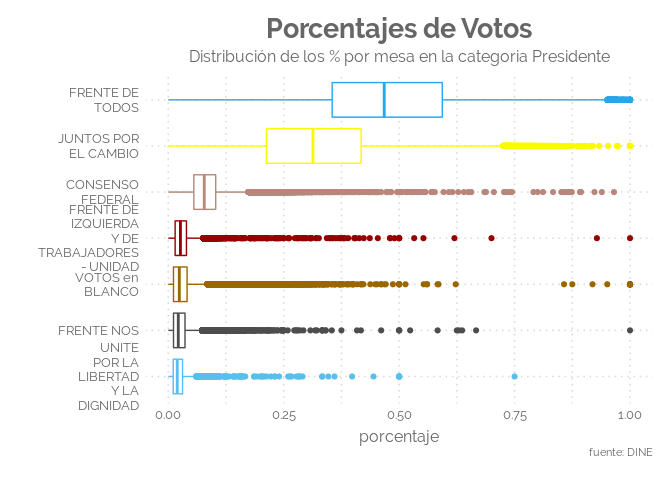 Porcentajes de Votos
Distribución de los % por mesa en la categoria Presidente
FRENTE DE
TODOS
JUNTOS POR
EL CAMBIO
CONSENSO
FEDERAL
FRENTE DE
IZQUIERDA
Y DE
TRABAJADORES
- UNIDAD
VOTOS en
BLANCO
FRENTE NOS
UNITE
POR LA
LIBERTAD
Y LA
DIGNIDAD
0.00 0.25 0.50 0.75 1.00
porcentaje
fuente: DINE